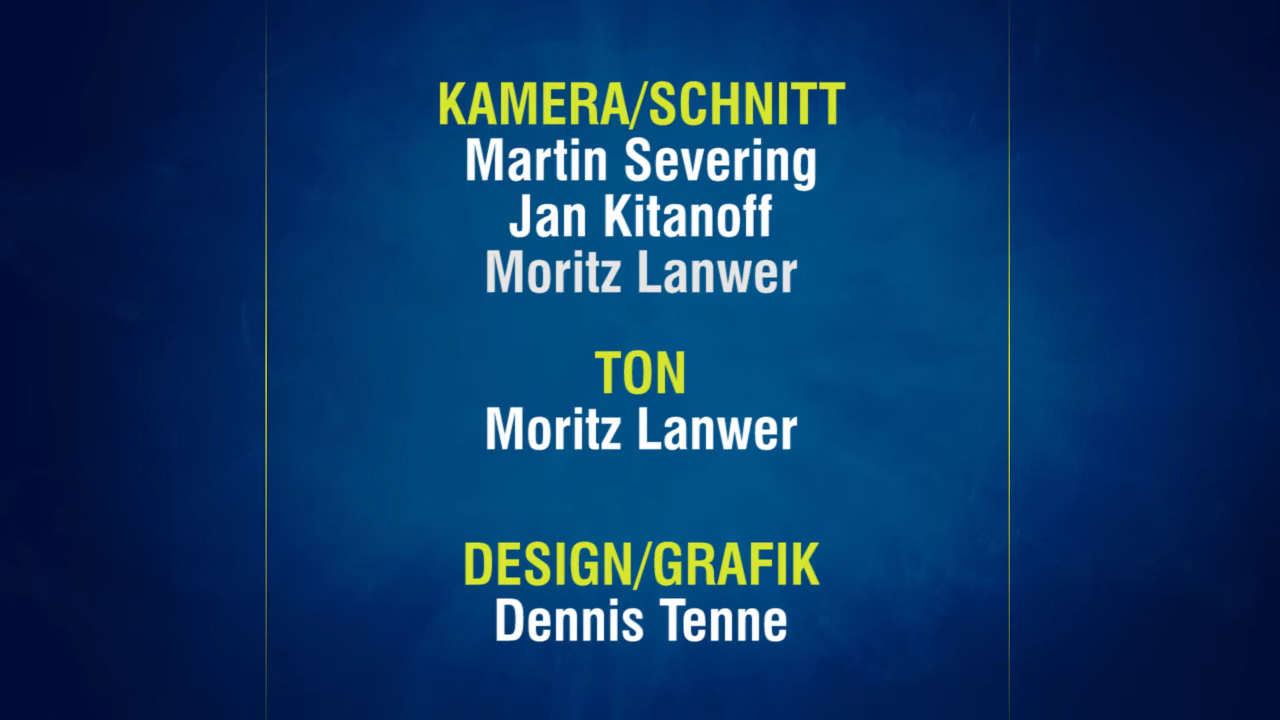 KAMERA/SCHNITT
Martin Severing
Jan Kitanoff
Moritz Lanwer
TON
Moritz Lanwer
DESIGN/GRAFIK
Dennis Tenne